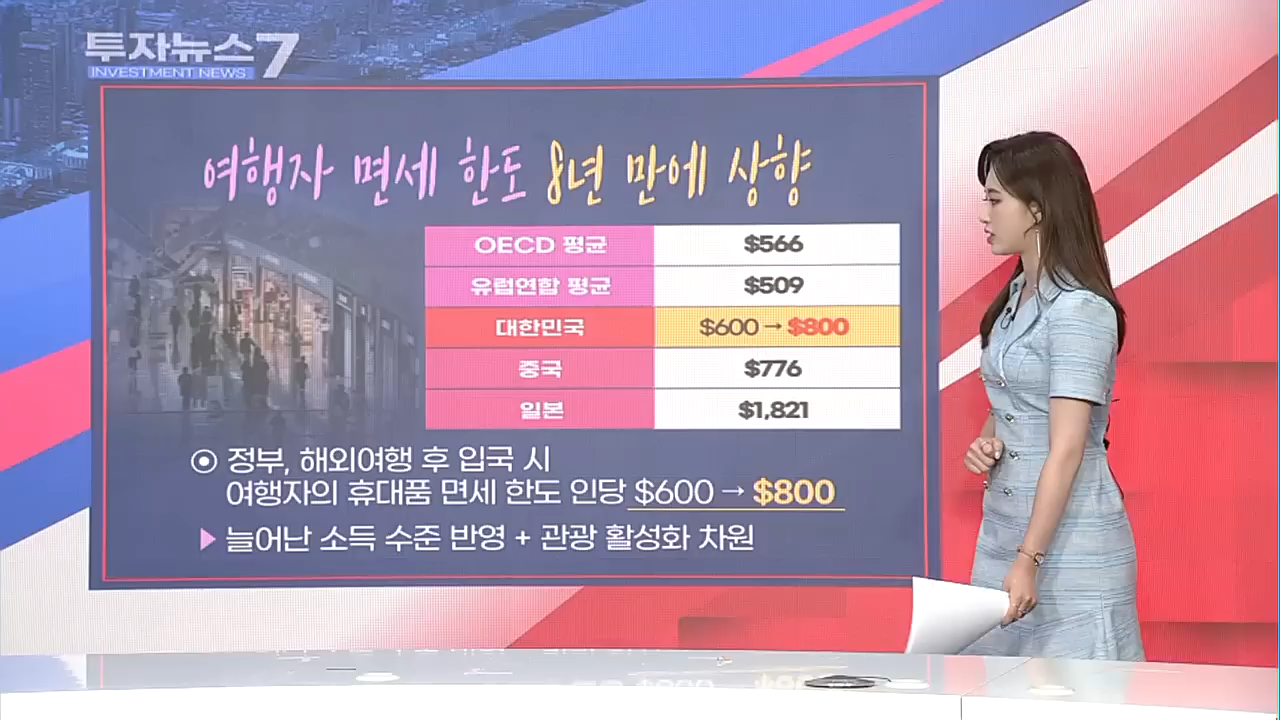 투자뉴스7
INVESTMENT NEWS
여행자 면세 한도 8년 만에 상향
OECD 평균 $566
유럽연합 평균 $509
대한민국 $600 → $800
중국 $776
일본 $1,821
정부, 해외여행 후 입국 시
여행자의 휴대품 면세 한도 인당 $600 → $800
▶ 늘어난 소득 수준 반영 + 관광 활성화 차원